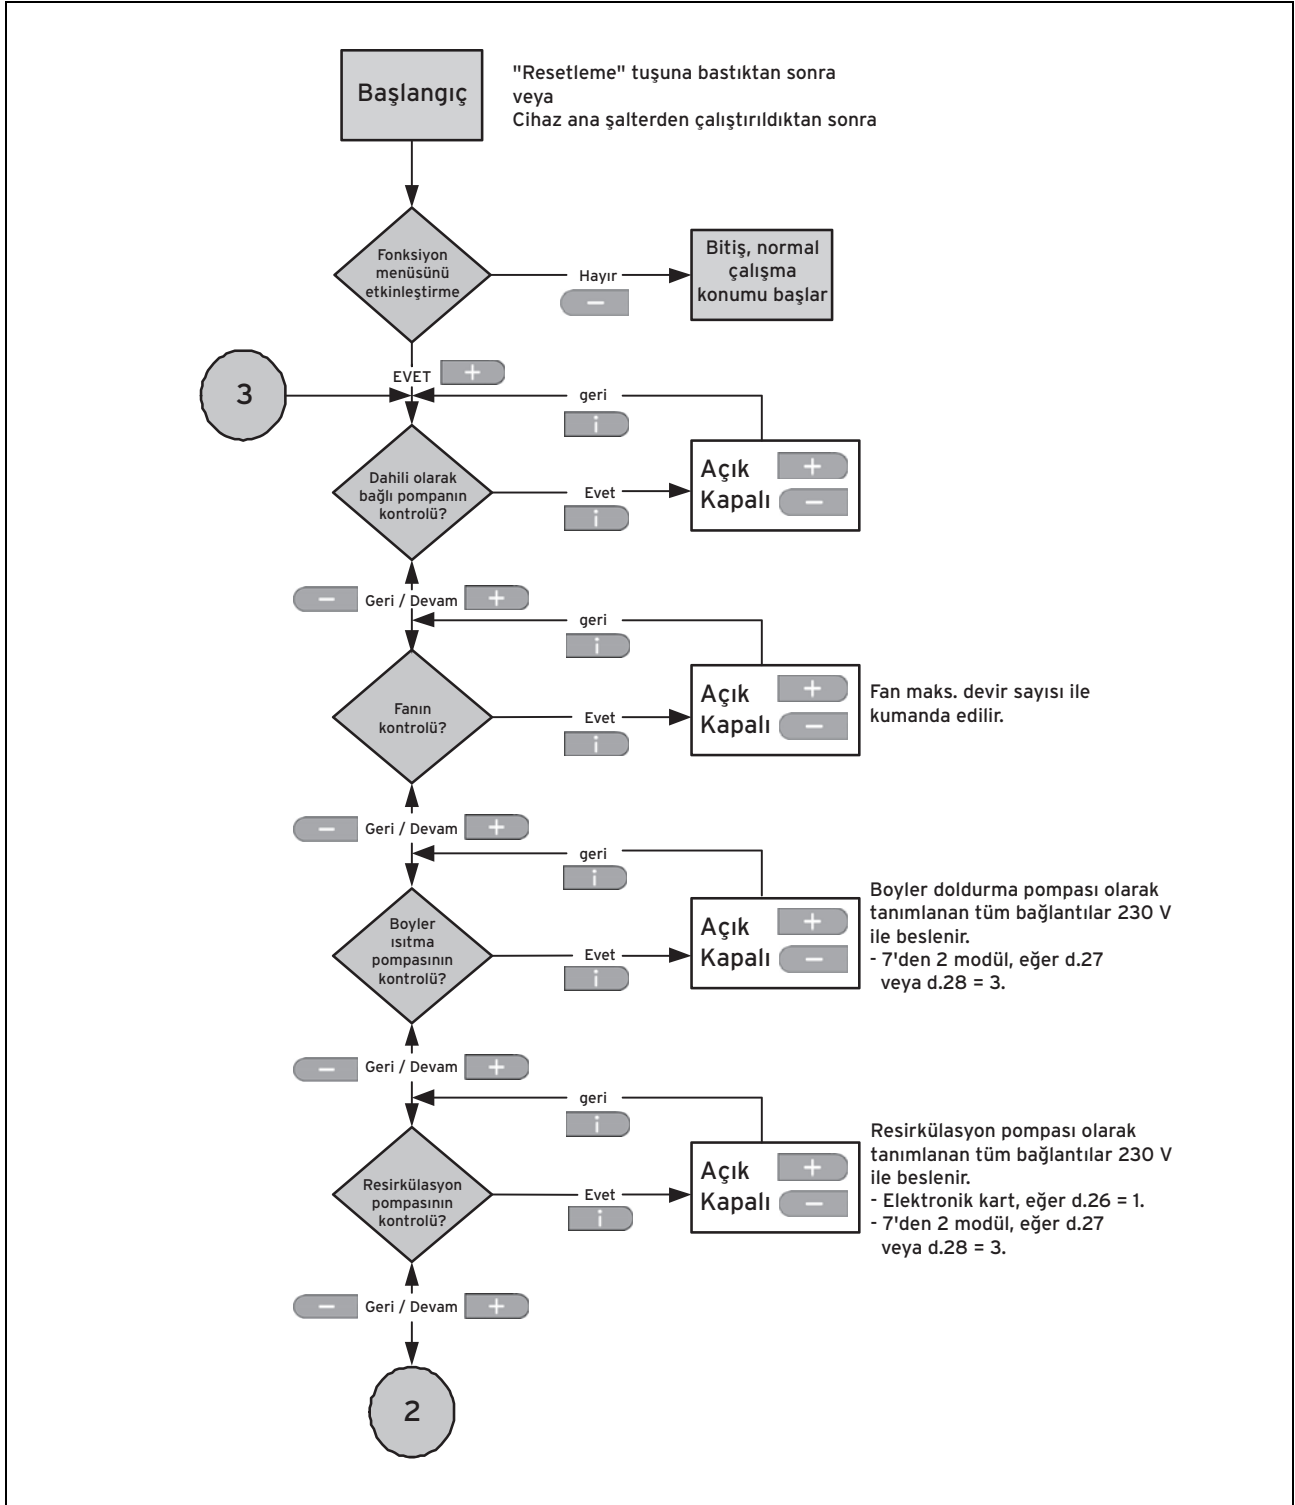 Başlangıç
"Resetleme" tuşuna bastıktan sonra
veya
Cihaz ana şalterden çalıştırıldıktan sonra
Fonksiyon
menüsünü
etkinleştirme
Hayır
−
Bitiş, normal
çalışma
konumu başlar
EVET +
3
geri
i
Dahili olarak
bağlı pompanın
kontrolü?
Evet
i
Açık +
Kapalı −
− Geri / Devam +
geri
i
Fanın
kontrolü?
Evet
i
Açık +
Kapalı −
Fan maks. devir sayısı ile
kumanda edilir.
− Geri / Devam +
geri
i
Boyler
ısıtma
pompasının
kontrolü?
Evet
i
Açık +
Kapalı −
Boyler doldurma pompası olarak
tanımlanan tüm bağlantılar 230 V
ile beslenir.
- 7'den 2 modül, eğer d.27
veya d.28 = 3.
− Geri / Devam +
geri
i
Resirkülasyon
pompasının
kontrolü?
Evet
i
Açık +
Kapalı −
Resirkülasyon pompası olarak
tanımlanan tüm bağlantılar 230 V
ile beslenir.
- Elektronik kart, eğer d.26 = 1.
- 7'den 2 modül, eğer d.27
veya d.28 = 3.
− Geri / Devam +
2